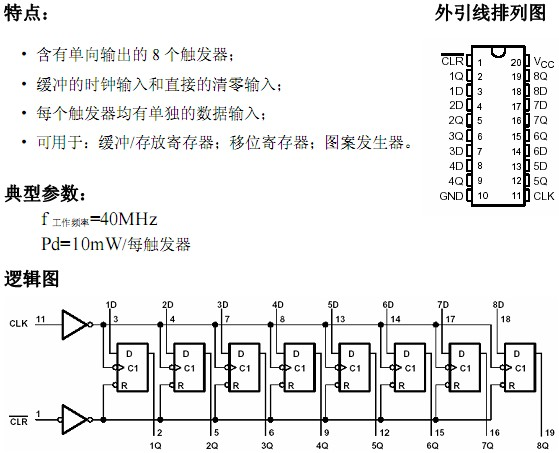 特点：
外引线排列图
· 含有单向输出的 8 个触发器；
· 缓冲的时钟输入和直接的清零输入；
· 每个触发器均有单独的数据输入；
· 可用于：缓冲/存放寄存器；移位寄存器；图案发生器。
CLR 1 20 VCC
1Q 2 19 8Q
1D 3 18 8D
2D 4 17 7D
2Q 5 16 7Q
3Q 6 15 6Q
3D 7 14 6D
4D 8 13 5D
4Q 9 12 5Q
GND 10 11 CLK
典型参数：
f 工作频率=40MHz
Pd=10mW/每触发器
逻辑图
1D 2D 3D 4D 5D 6D 7D 8D
CLK 11 3 4 7 8 13 14 17 18
D D D D D D D D
C1 C1 C1 C1 C1 C1 C1 C1
R R R R R R R R
CLR 1
2 5 6 9 12 15 16 19
1Q 2Q 3Q 4Q 5Q 6Q 7Q 8Q